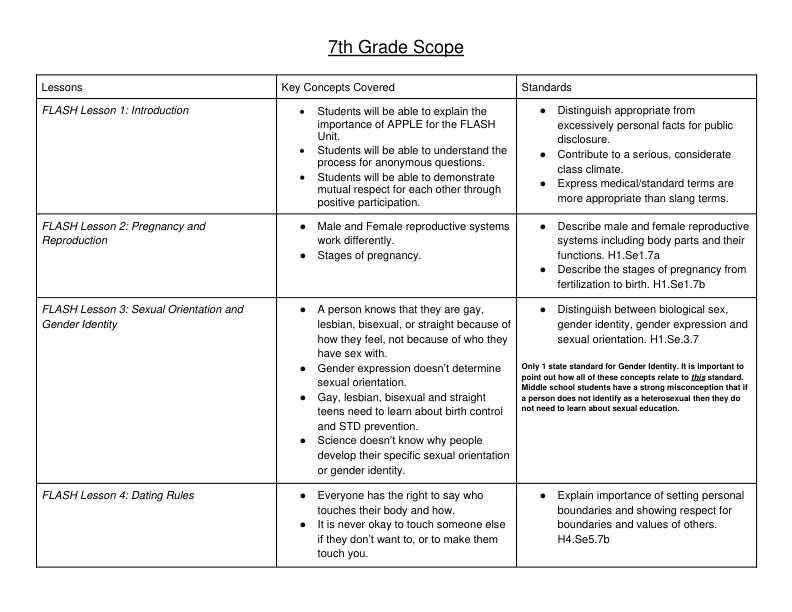 7th Grade Scope
Lessons
Key Concepts Covered
Standards
FLASH Lesson 1: Introduction
● Students will be able to explain the
importance of APPLE for the FLASH
Unit.
● Students will be able to understand the
process for anonymous questions.
● Students will be able to demonstrate
mutual respect for each other through
positive participation.
● Distinguish appropriate from
excessively personal facts for public
disclosure.
● Contribute to a serious, considerate
class climate.
● Express medical/standard terms are
more appropriate than slang terms.
FLASH Lesson 2: Pregnancy and
Reproduction
● Male and Female reproductive systems
work differently.
● Stages of pregnancy.
● Describe male and female reproductive
systems including body parts and their
functions. H1.Se1.7a
● Describe the stages of pregnancy from
fertilization to birth. H1.Se1.7b
FLASH Lesson 3: Sexual Orientation and
Gender Identity
● A person knows that they are gay,
lesbian, bisexual, or straight because of
how they feel, not because of who they
have sex with.
● Gender expression doesn’t determine
sexual orientation.
● Gay, lesbian, bisexual and straight
teens need to learn about birth control
and STD prevention.
● Science doesn’t know why people
develop their specific sexual orientation
or gender identity.
● Distinguish between biological sex,
gender identity, gender expression and
sexual orientation. H1.Se.3.7
Only 1 state standard for Gender Identity. It is important to
point out how all of these concepts relate to this standard.
Middle school students have a strong misconception that if
a person does not identify as a heterosexual then they do
not need to learn about sexual education.
FLASH Lesson 4: Dating Rules
● Everyone has the right to say who
touches their body and how.
● It is never okay to touch someone else
if they don’t want to, or to make them
touch you.
● Explain importance of setting personal
boundaries and showing respect for
boundaries and values of others.
H4.Se5.7b